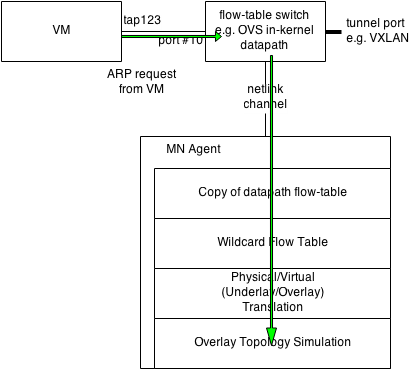 VM
tap123
port #10
ARP request
from VM
flow-table switch
e.g. OVS in-kernel
datapath
tunnel port
e.g. VXLAN
netlink
channel
MN Agent
Copy of datapath flow-table
Wildcard Flow Table
Physical/Virtual
(Underlay/Overlay)
Translation
Overlay Topology Simulation